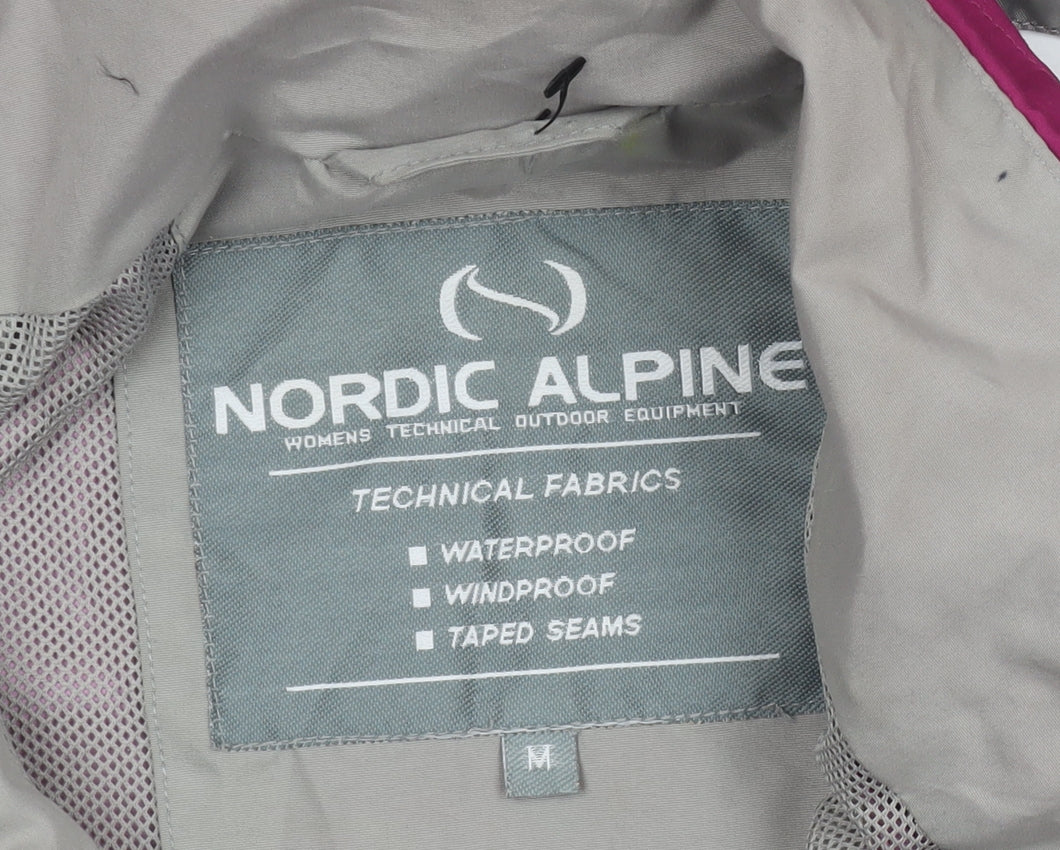 NORDIC ALPINE
WOMENS TECHNICAL OUTDOOR EQUIPMENT
TECHNICAL FABRICS
WATERPROOF
WINDPROOF
TAPED SEAMS
M